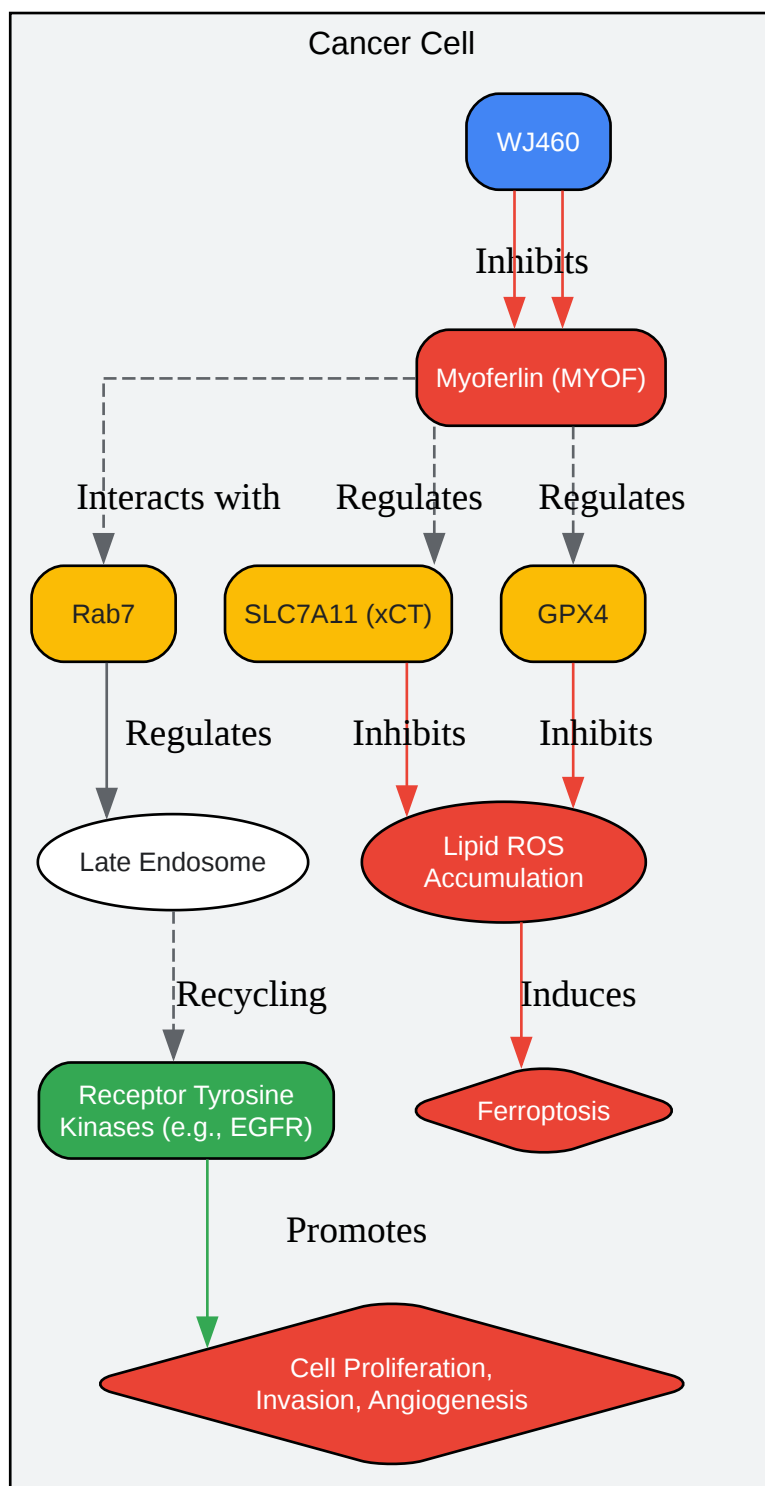 Cancer Cell
WJ460
Inhibits
Myoferlin (MYOF)
Interacts with
Regulates
Regulates
Rab7
SLC7A11 (xCT)
GPX4
Regulates
Inhibits
Inhibits
Late Endosome
Lipid ROS
Accumulation
Recycling
Induces
Receptor Tyrosine
Kinases (e.g., EGFR)
Ferroptosis
Promotes
Cell Proliferation,
Invasion, Angiogenesis